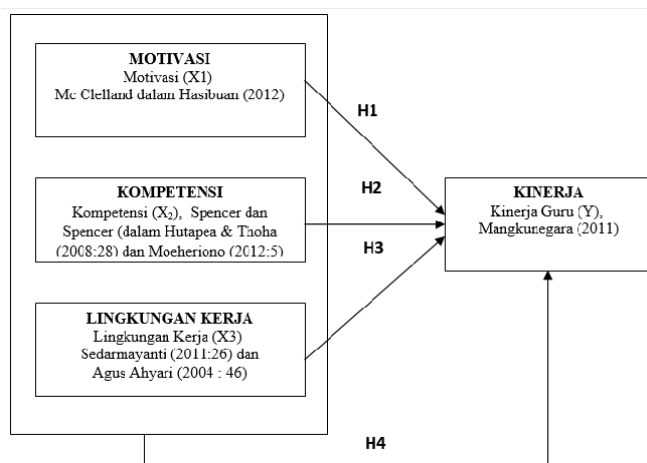 MOTIVASI
Motivasi (X1)
Mc Clelland dalam Hasibuan (2012)
H1
KOMPETENSI
Kompetensi (X₂), Spencer dan
Spencer (dalam Hutapea & Thoha
(2008:28) dan Moeheriono (2012:5)
H2
H3
KINERJA
Kinerja Guru (Y),
Mangkunegara (2011)
LINGKUNGAN KERJA
Lingkungan Kerja (X3)
Sedarmayanti (2011:26) dan
Agus Ahyari (2004 : 46)
H4